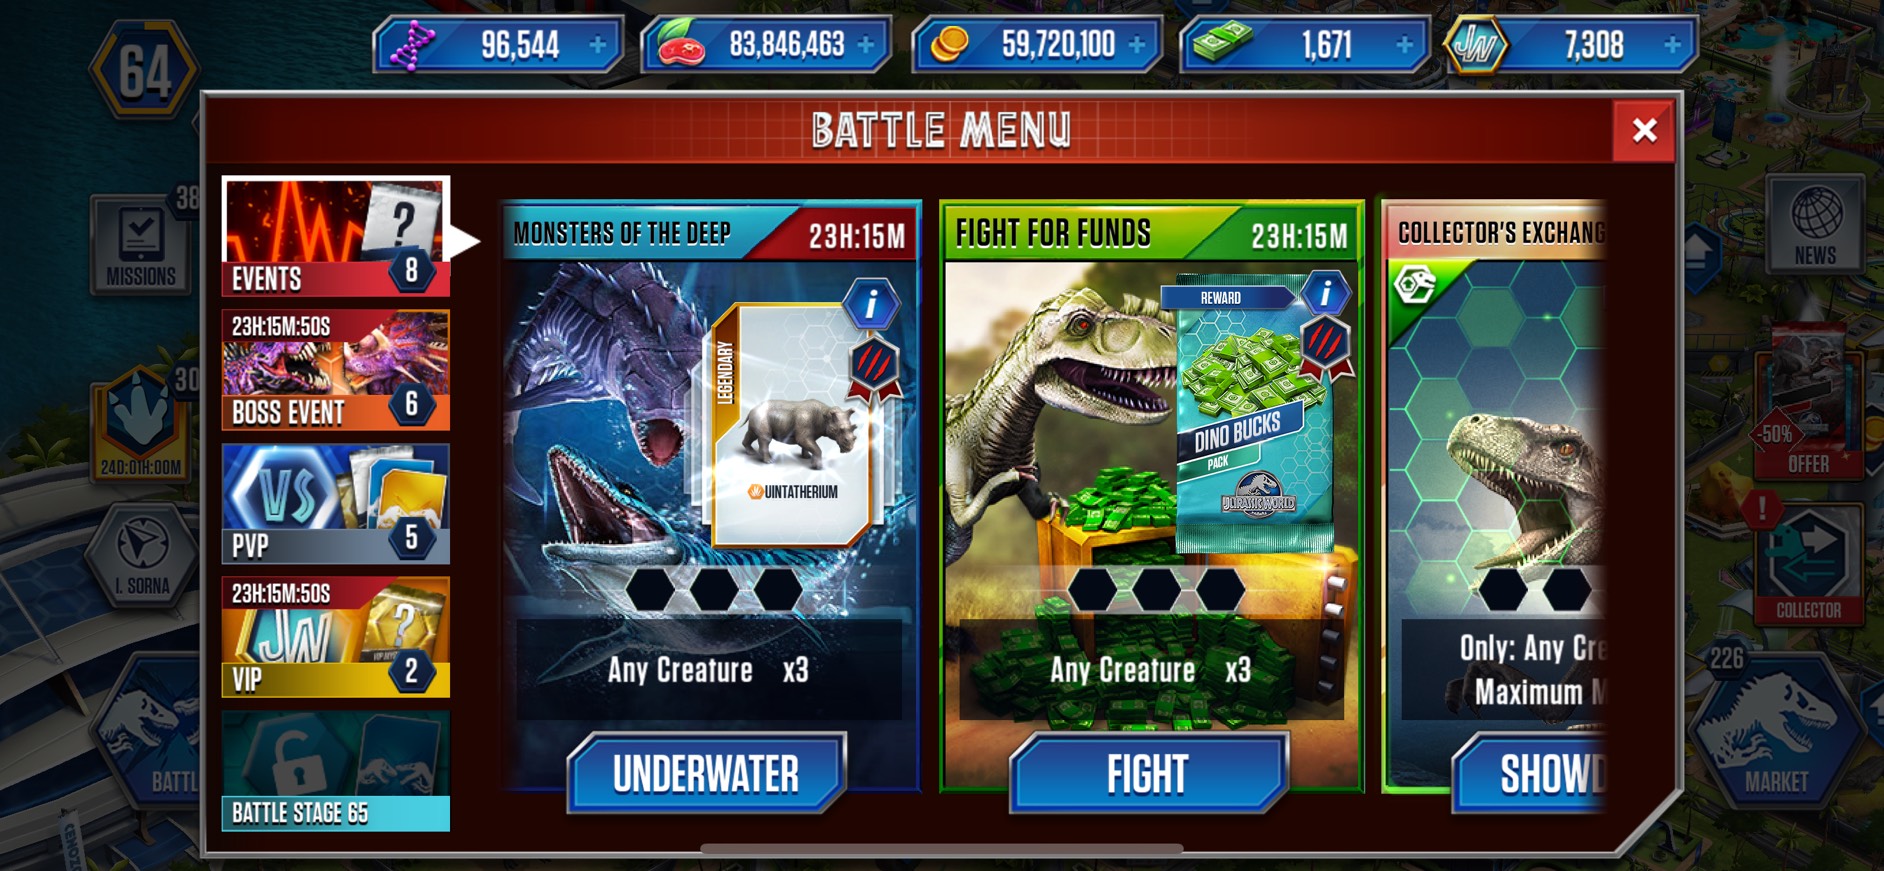 64
96,544
83,846,463
59,720,100
1,671
JW
7,308
BATTLE MENU
38
MISSIONS
30
24D:01H:00M
I. SORNA
BATTL
?
EVENTS
8
23H:15M:50S
BOSS EVENT
6
VS
PVP
5
23H:15M:50S
JW
?
VIP
2
BATTLE STAGE 65
MONSTERS OF THE DEEP
23H:15M
i
LEGENDARY
UINTATHERIUM
Any Creature x3
UNDERWATER
FIGHT FOR FUNDS
23H:15M
REWARD
i
DINO BUCKS
PACK
JURASSIC WORLD
Any Creature x3
FIGHT
COLLECTOR'S EXCHANG
Only: Any Cre
Maximum M
SHOWD
NEWS
-50%
OFFER
!
COLLECTOR
226
MARKET